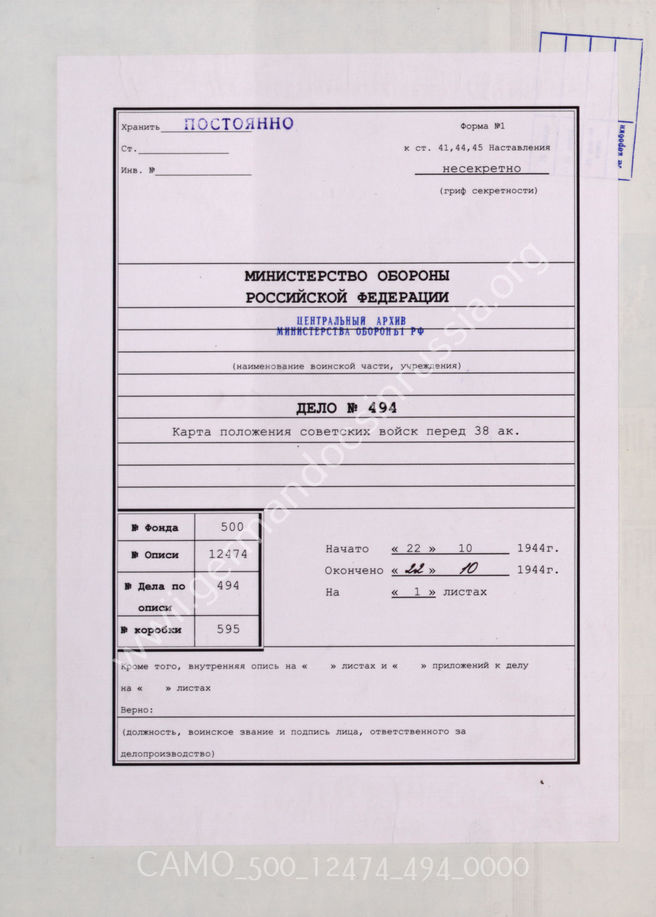 Хранить ПОСТОЯННО
Форма №1
Ст.
к ст. 41,44,45 Наставления
Инв. №
несекретно
(гриф секретности)
МИНИСТЕРСТВО ОБОРОНЫ
РОССИЙСКОЙ ФЕДЕРАЦИИ
ЦЕНТРАЛЬНЫЙ АРХИВ
МИНИСТЕРСТВА ОБОРОНЫ РФ
(наименование воинской части, учреждения)
ДЕЛО № 494
Карта положения советских войск перед 38 ак.
№ Фонда 500
№ Описи 12474
№ Дела по описи 494
№ коробки 595
Начато « 22 » 10 1944г.
Окончено « 22 » 10 1944г.
На « 1 » листах
Кроме того, внутренняя опись на « » листах и « » приложений к делу
на « » листах
Верно:
(должность, воинское звание и подпись лица, ответственного за
делопроизводство)
www.germandocsinrussia.org
CAMO_500_12474_494_0000